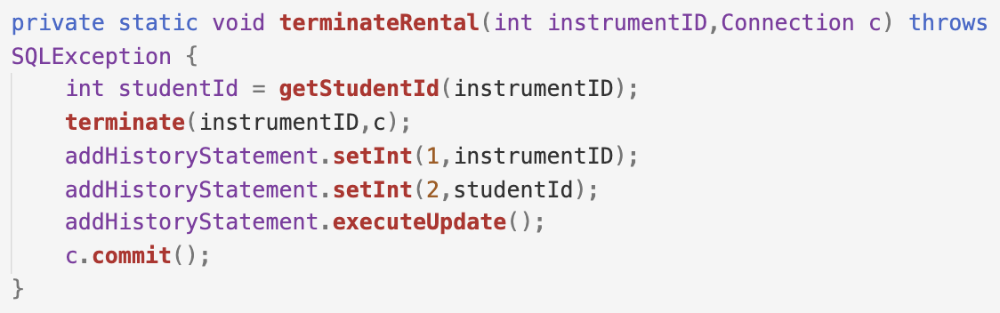 private static void terminateRental(int instrumentID,Connection c) throws
SQLException {
    int studentId = getStudentId(instrumentID);
    terminate(instrumentID,c);
    addHistoryStatement.setInt(1,instrumentID);
    addHistoryStatement.setInt(2,studentId);
    addHistoryStatement.executeUpdate();
    c.commit();
}